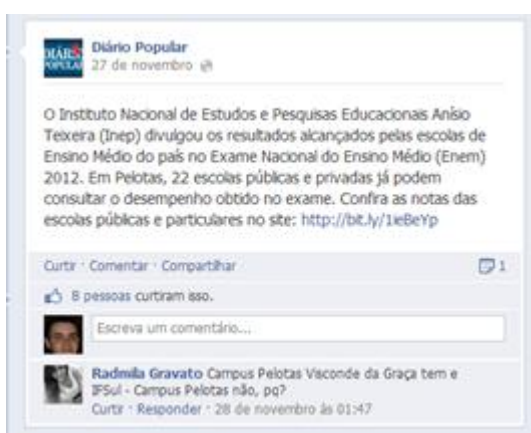 DIÁRIO
POPULAR
Diário Popular
27 de novembro
O Instituto Nacional de Estudos e Pesquisas Educacionais Anísio
Teixeira (Inep) divulgou os resultados alcançados pelas escolas de
Ensino Médio do país no Exame Nacional do Ensino Médio (Enem)
2012. Em Pelotas, 22 escolas públicas e privadas já podem
consultar o desempenho obtido no exame. Confira as notas das
escolas públicas e particulares no site: http://bit.ly/1ieBeYp
Curtir · Comentar · Compartilhar 1
8 pessoas curtiram isso.
Escreva um comentário...
Radmila Gravato Campus Pelotas Visconde da Graça tem e
IFSul - Campus Pelotas não, pq?
Curtir · Responder · 28 de novembro às 01:47